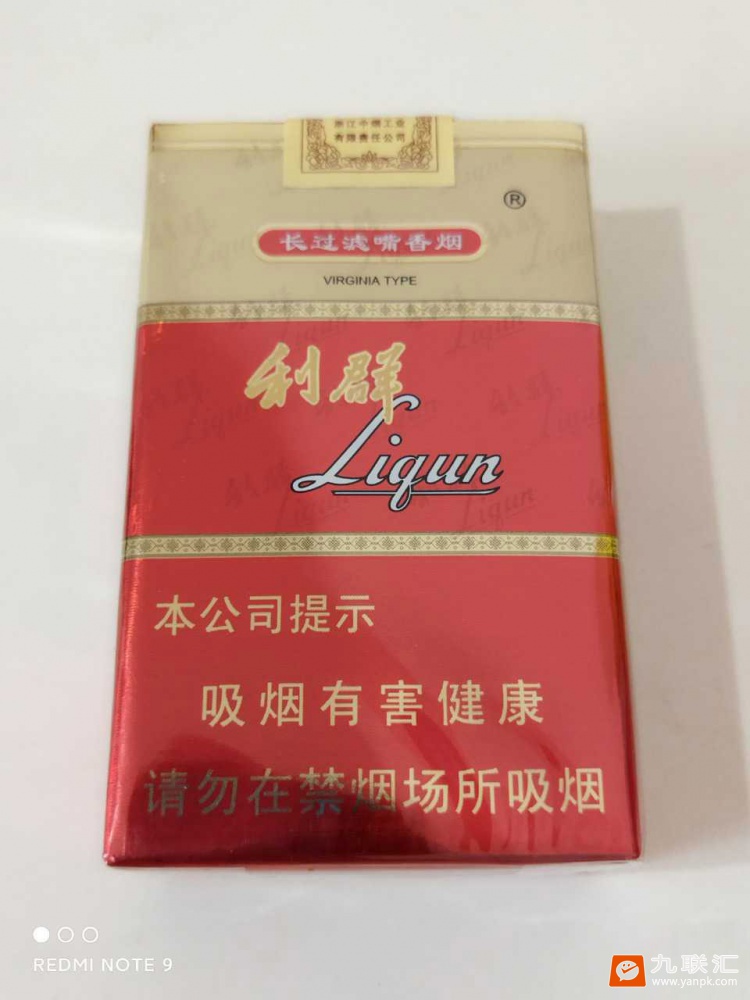 浙江中烟工业
有限责任公司
®
长过滤嘴香烟
VIRGINIA TYPE
利群
Liqun
本公司提示
吸烟有害健康
请勿在禁烟场所吸烟
REDMI NOTE 9
九联汇
www.yanpk.com